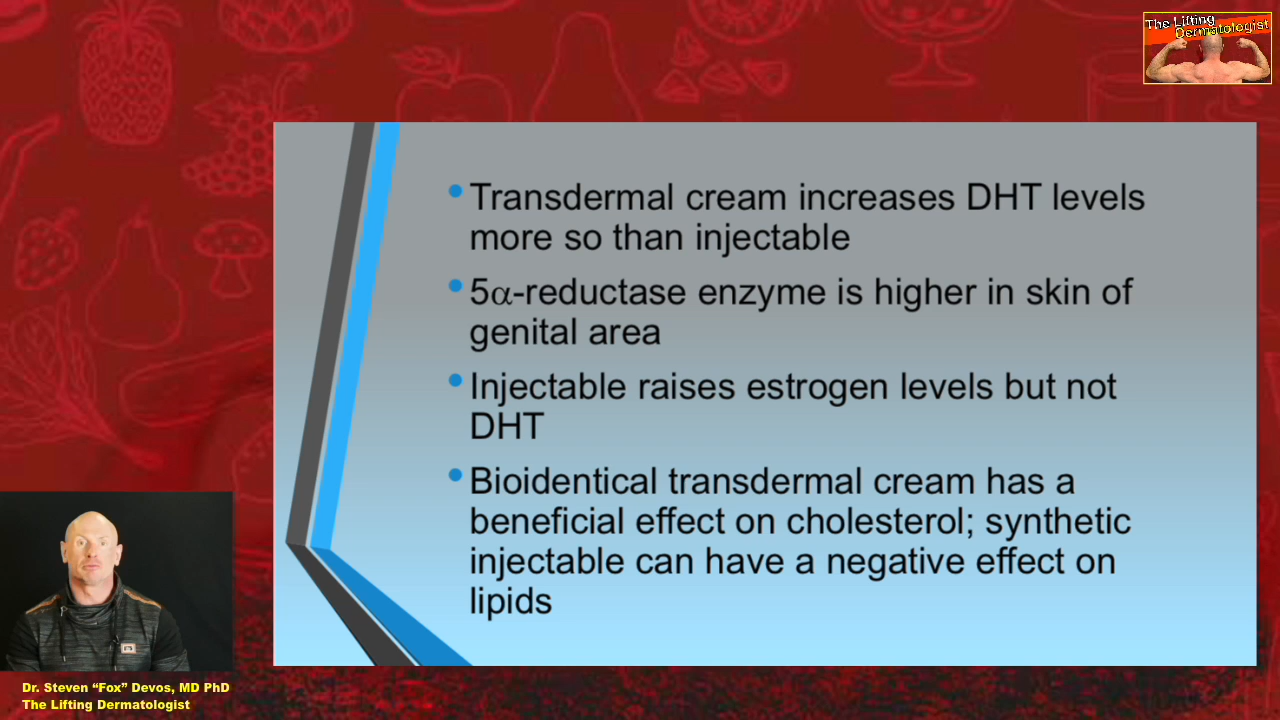 The Lifting
Dermatologist
• Transdermal cream increases DHT levels
more so than injectable
• 5α-reductase enzyme is higher in skin of
genital area
• Injectable raises estrogen levels but not
DHT
• Bioidentical transdermal cream has a
beneficial effect on cholesterol; synthetic
injectable can have a negative effect on
lipids
Dr. Steven “Fox” Devos, MD PhD
The Lifting Dermatologist